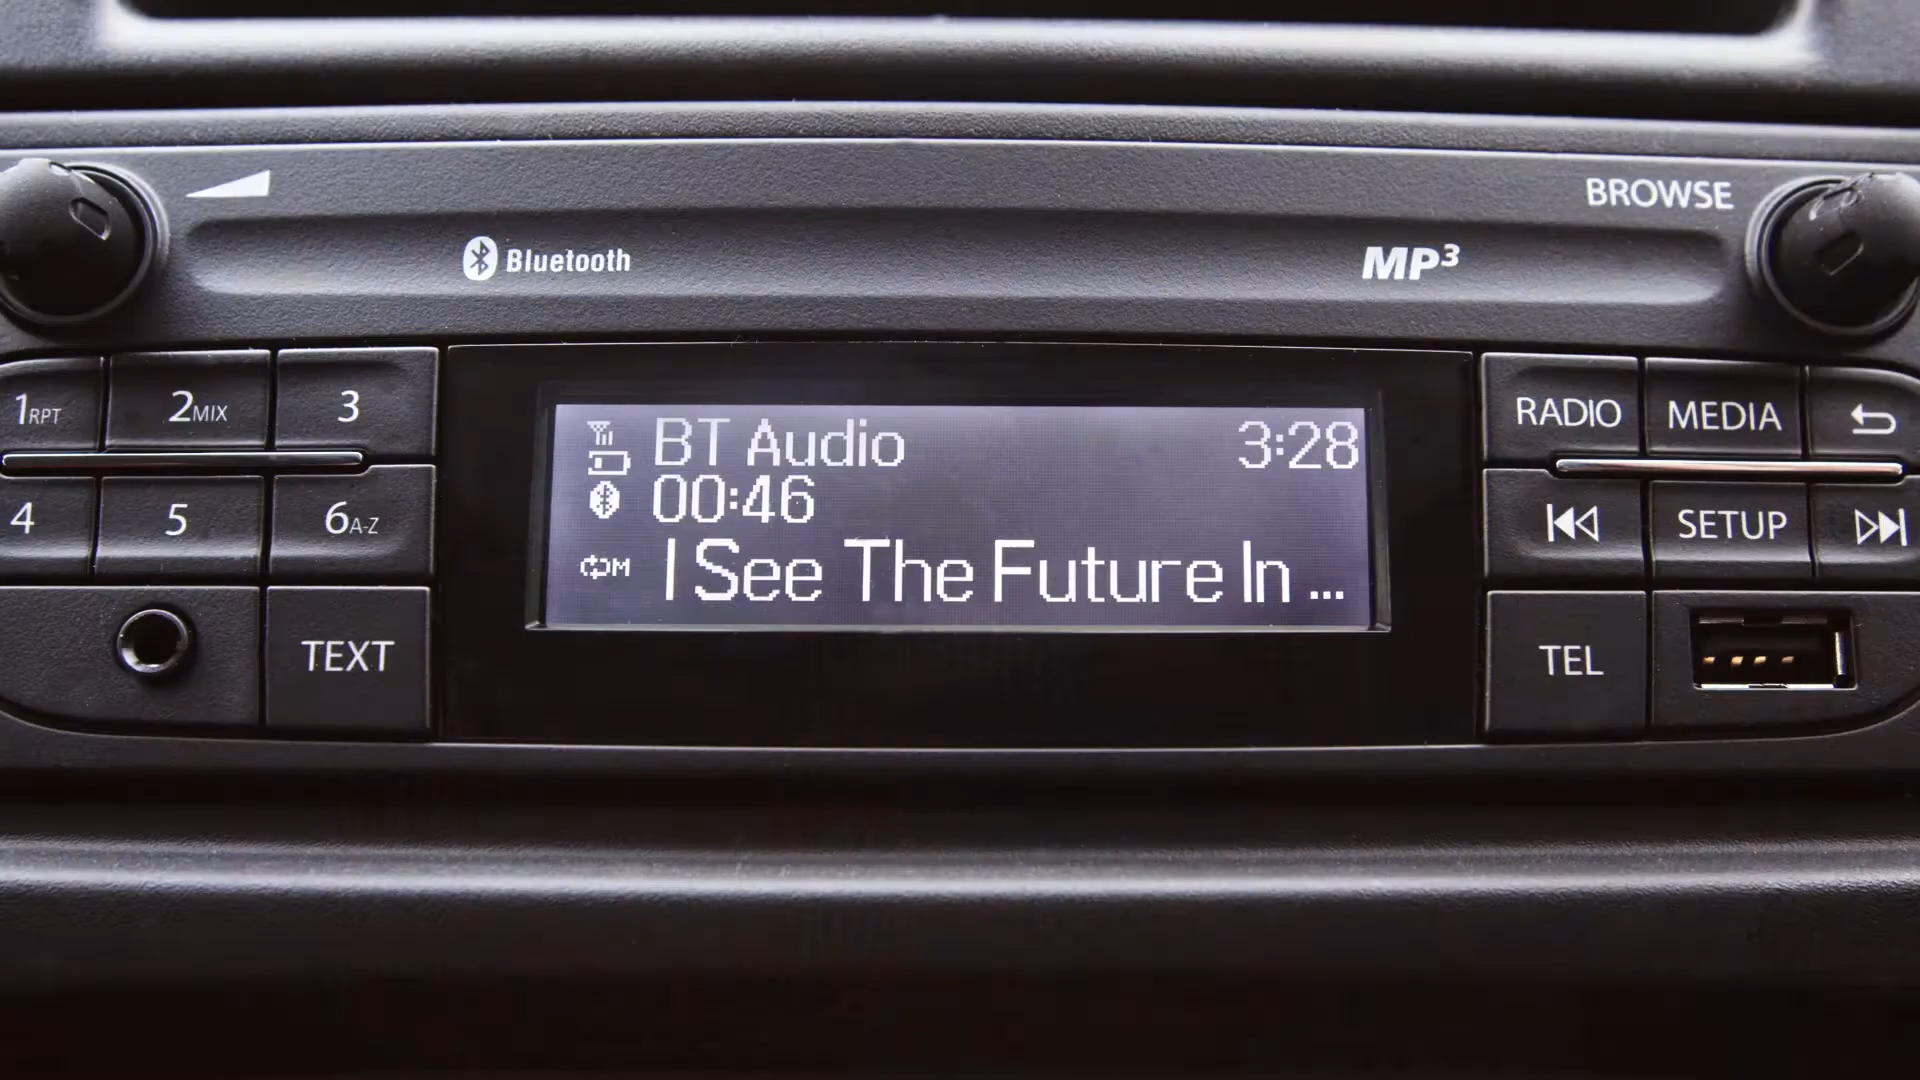 BROWSE
Bluetooth
MP3
1RPT
2MIX
3
BT Audio
3:28
RADIO
MEDIA
00:46
4
5
6A-Z
SETUP
M
I See The Future In ...
TEXT
TEL